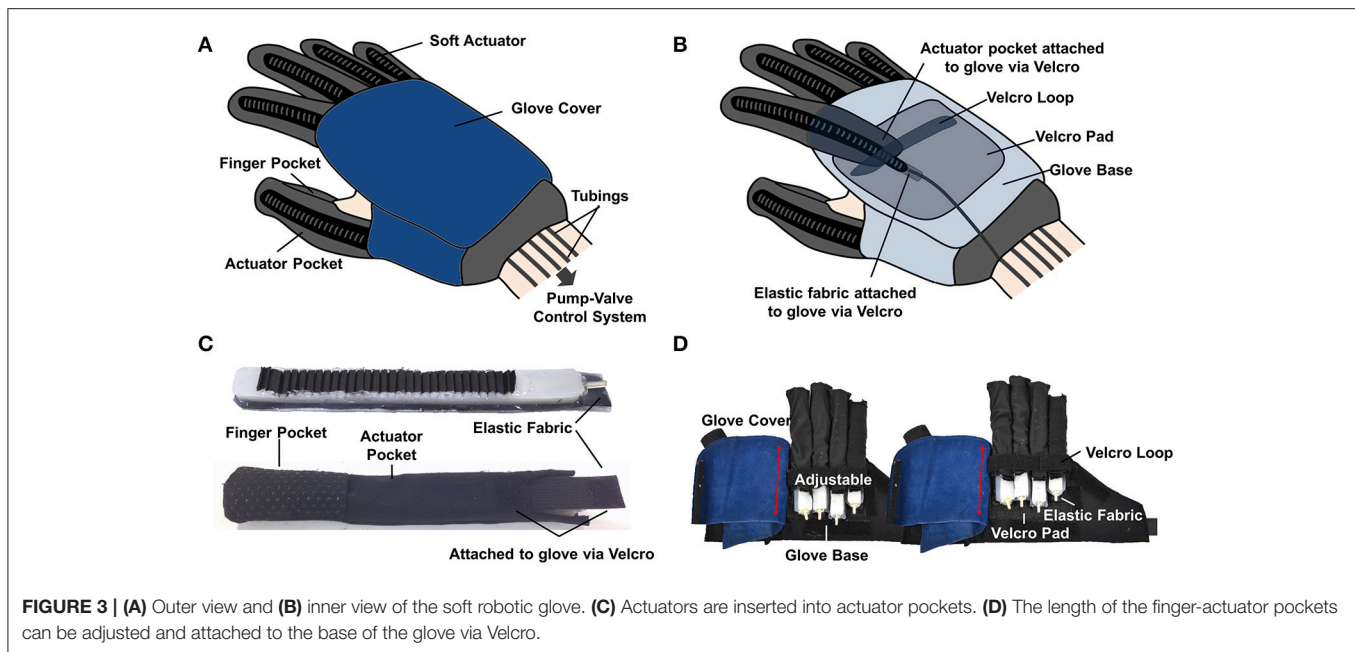 A
Soft Actuator
Glove Cover
Finger Pocket
Tubings
Actuator Pocket
Pump-Valve
Control System
B
Actuator pocket attached
to glove via Velcro
Velcro Loop
Velcro Pad
Glove Base
Elastic fabric attached
to glove via Velcro
C
Finger Pocket
Actuator
Pocket
Elastic Fabric
Attached to glove via Velcro
D
Glove Cover
Adjustable
Velcro Loop
Elastic Fabric
Velcro Pad
Glove Base
FIGURE 3 | (A) Outer view and (B) inner view of the soft robotic glove. (C) Actuators are inserted into actuator pockets. (D) The length of the finger-actuator pockets
can be adjusted and attached to the base of the glove via Velcro.